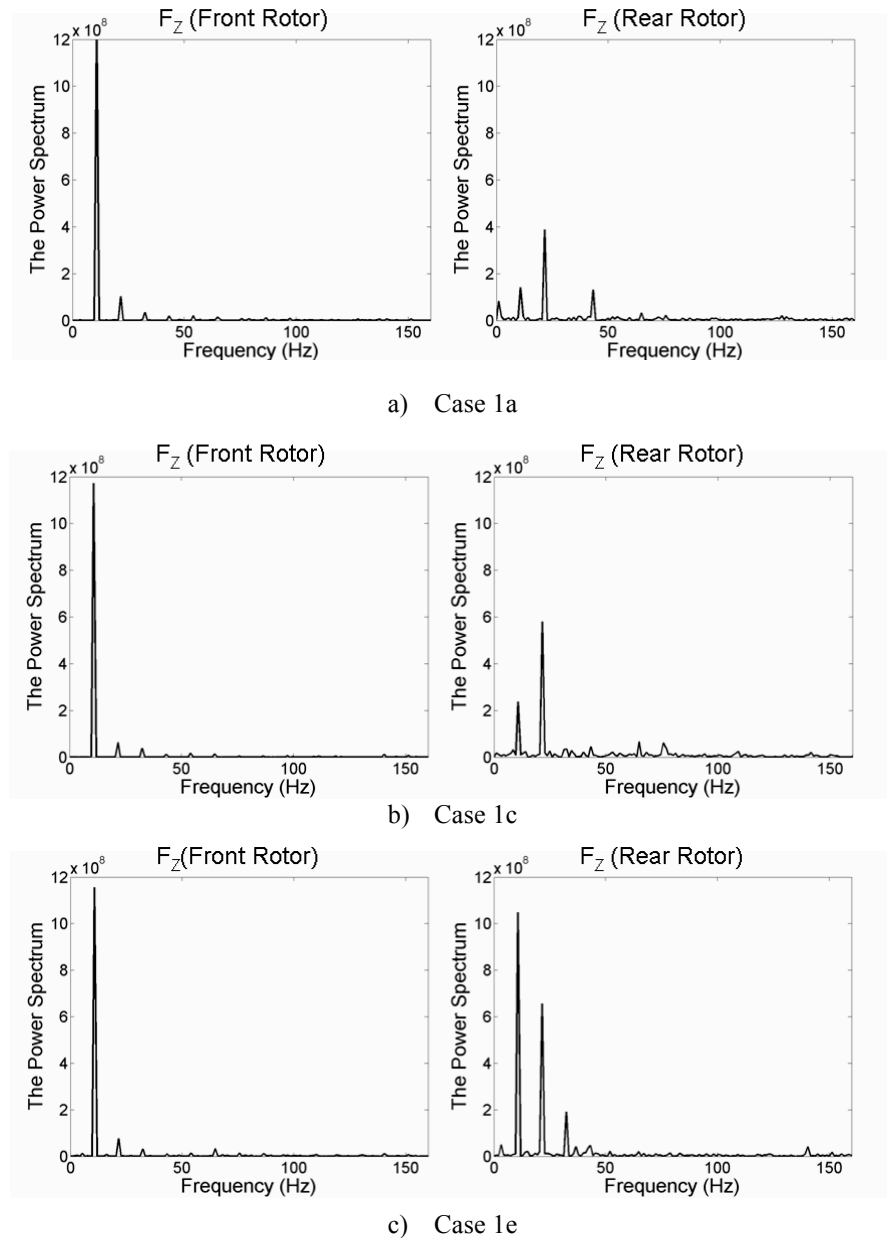 F_Z (Front Rotor)
F_Z (Rear Rotor)
12 x 10^8
10
8
6
4
2
0
The Power Spectrum
0 50 100 150
Frequency (Hz)
12 x 10^8
10
8
6
4
2
0
The Power Spectrum
0 50 100 150
Frequency (Hz)
a) Case 1a
F_Z (Front Rotor)
F_Z (Rear Rotor)
12 x 10^8
10
8
6
4
2
0
The Power Spectrum
0 50 100 150
Frequency (Hz)
12 x 10^8
10
8
6
4
2
0
The Power Spectrum
0 50 100 150
Frequency (Hz)
b) Case 1c
F_Z(Front Rotor)
F_Z (Rear Rotor)
12 x 10^8
10
8
6
4
2
0
The Power Spectrum
0 50 100 150
Frequency (Hz)
12 x 10^8
10
8
6
4
2
0
The Power Spectrum
0 50 100 150
Frequency (Hz)
c) Case 1e